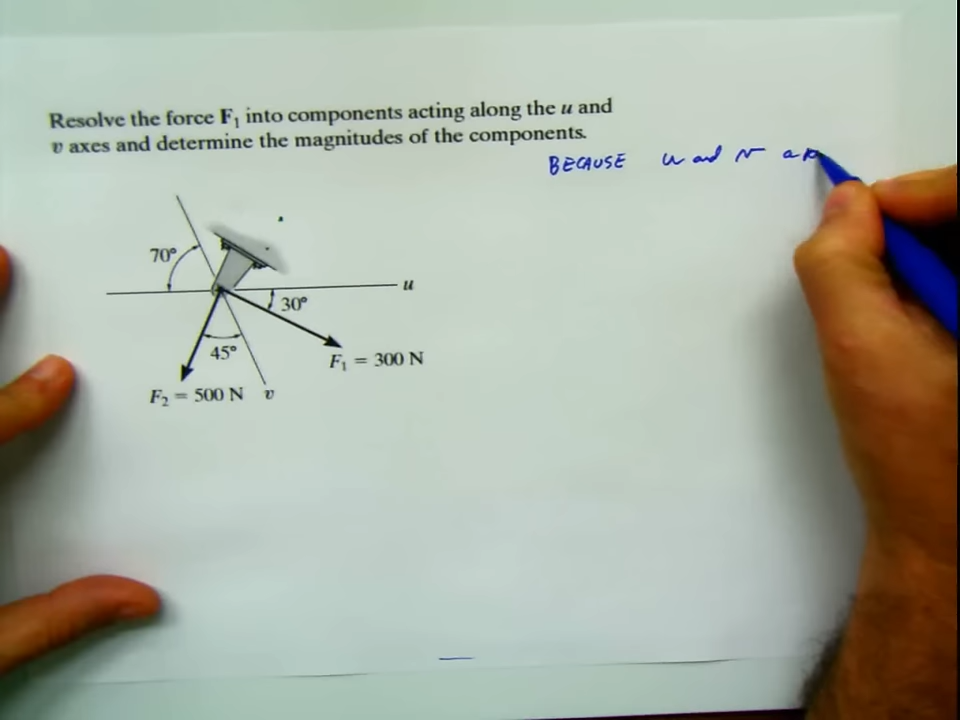 Resolve the force F₁ into components acting along the u and
v axes and determine the magnitudes of the components.
BECAUSE u and v
70°
u
30°
45°
F₁ = 300 N
F₂ = 500 N v